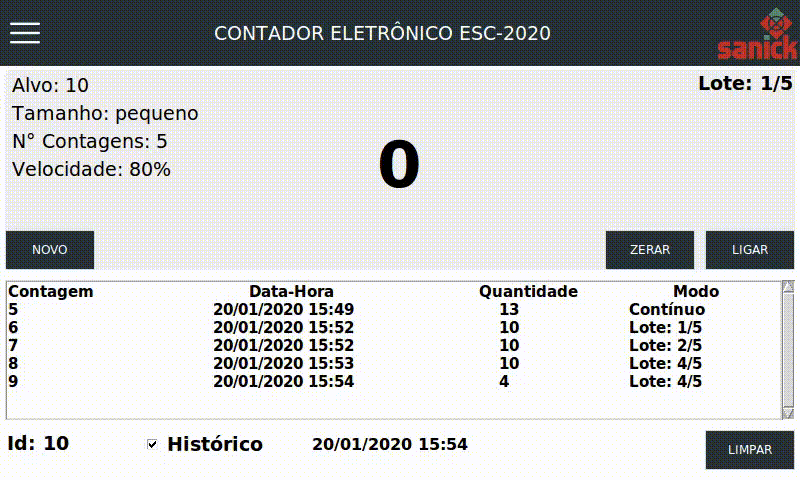 CONTADOR ELETRÔNICO ESC-2020
sanick
Alvo: 10
Lote: 1/5
Tamanho: pequeno
N° Contagens: 5
Velocidade: 80%
0
NOVO
ZERAR
LIGAR
Contagem Data-Hora Quantidade Modo
5 20/01/2020 15:49 13 Contínuo
6 20/01/2020 15:52 10 Lote: 1/5
7 20/01/2020 15:52 10 Lote: 2/5
8 20/01/2020 15:53 10 Lote: 4/5
9 20/01/2020 15:54 4 Lote: 4/5
Id: 10 Histórico 20/01/2020 15:54
LIMPAR